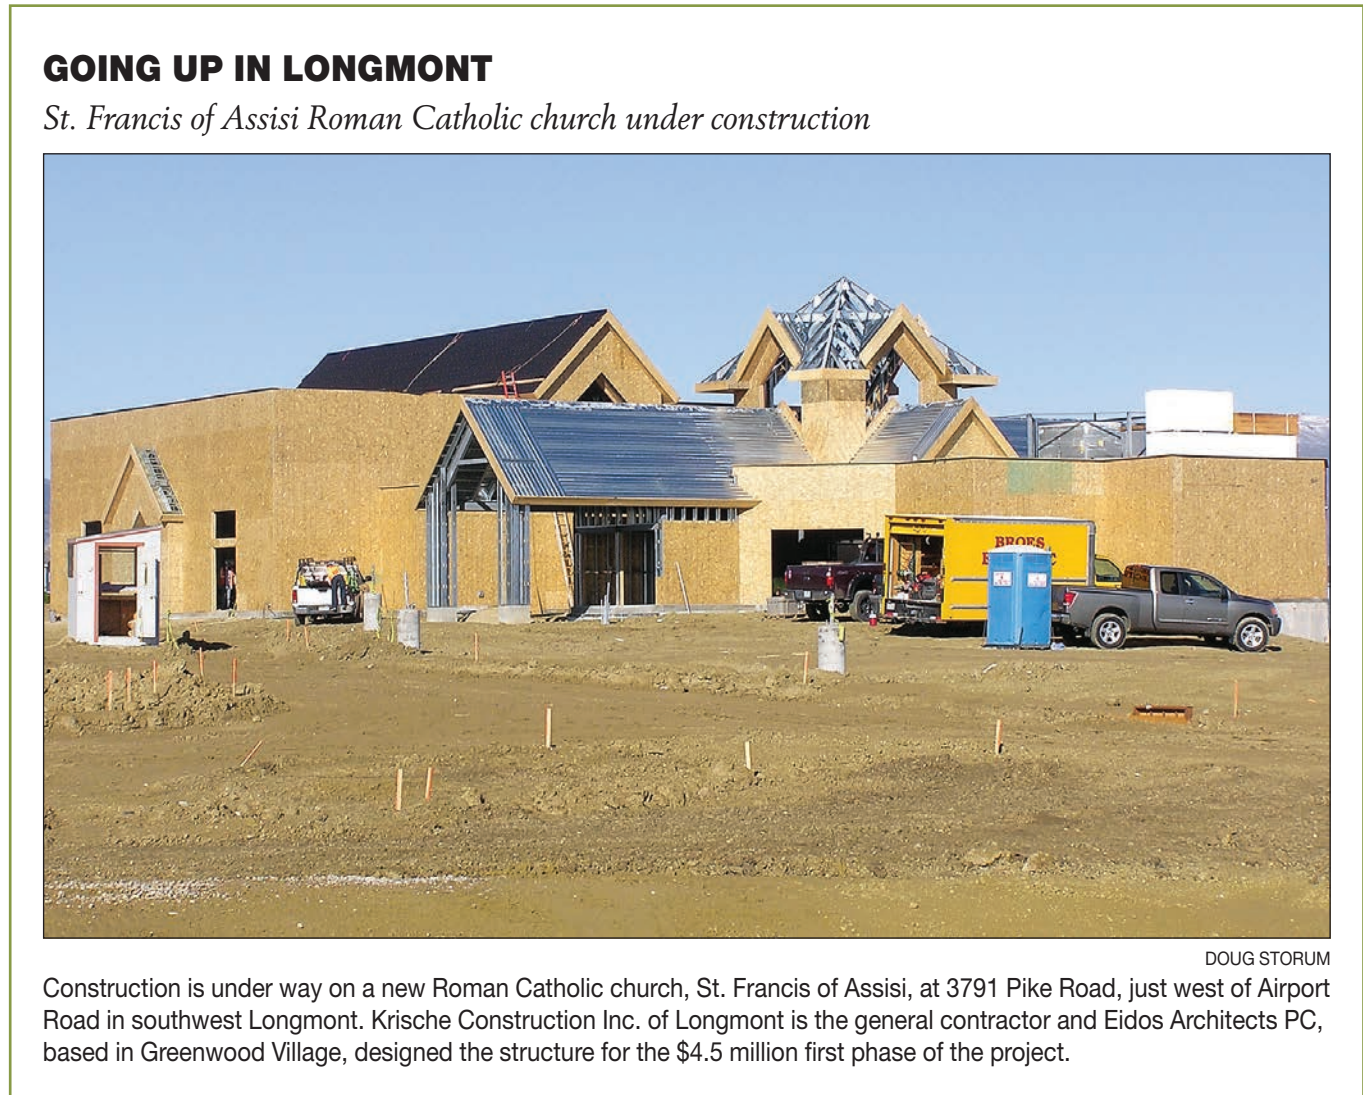 GOING UP IN LONGMONT
St. Francis of Assisi Roman Catholic church under construction
BROES
DOUG STORUM
Construction is under way on a new Roman Catholic church, St. Francis of Assisi, at 3791 Pike Road, just west of Airport
Road in southwest Longmont. Krische Construction Inc. of Longmont is the general contractor and Eidos Architects PC,
based in Greenwood Village, designed the structure for the $4.5 million first phase of the project.